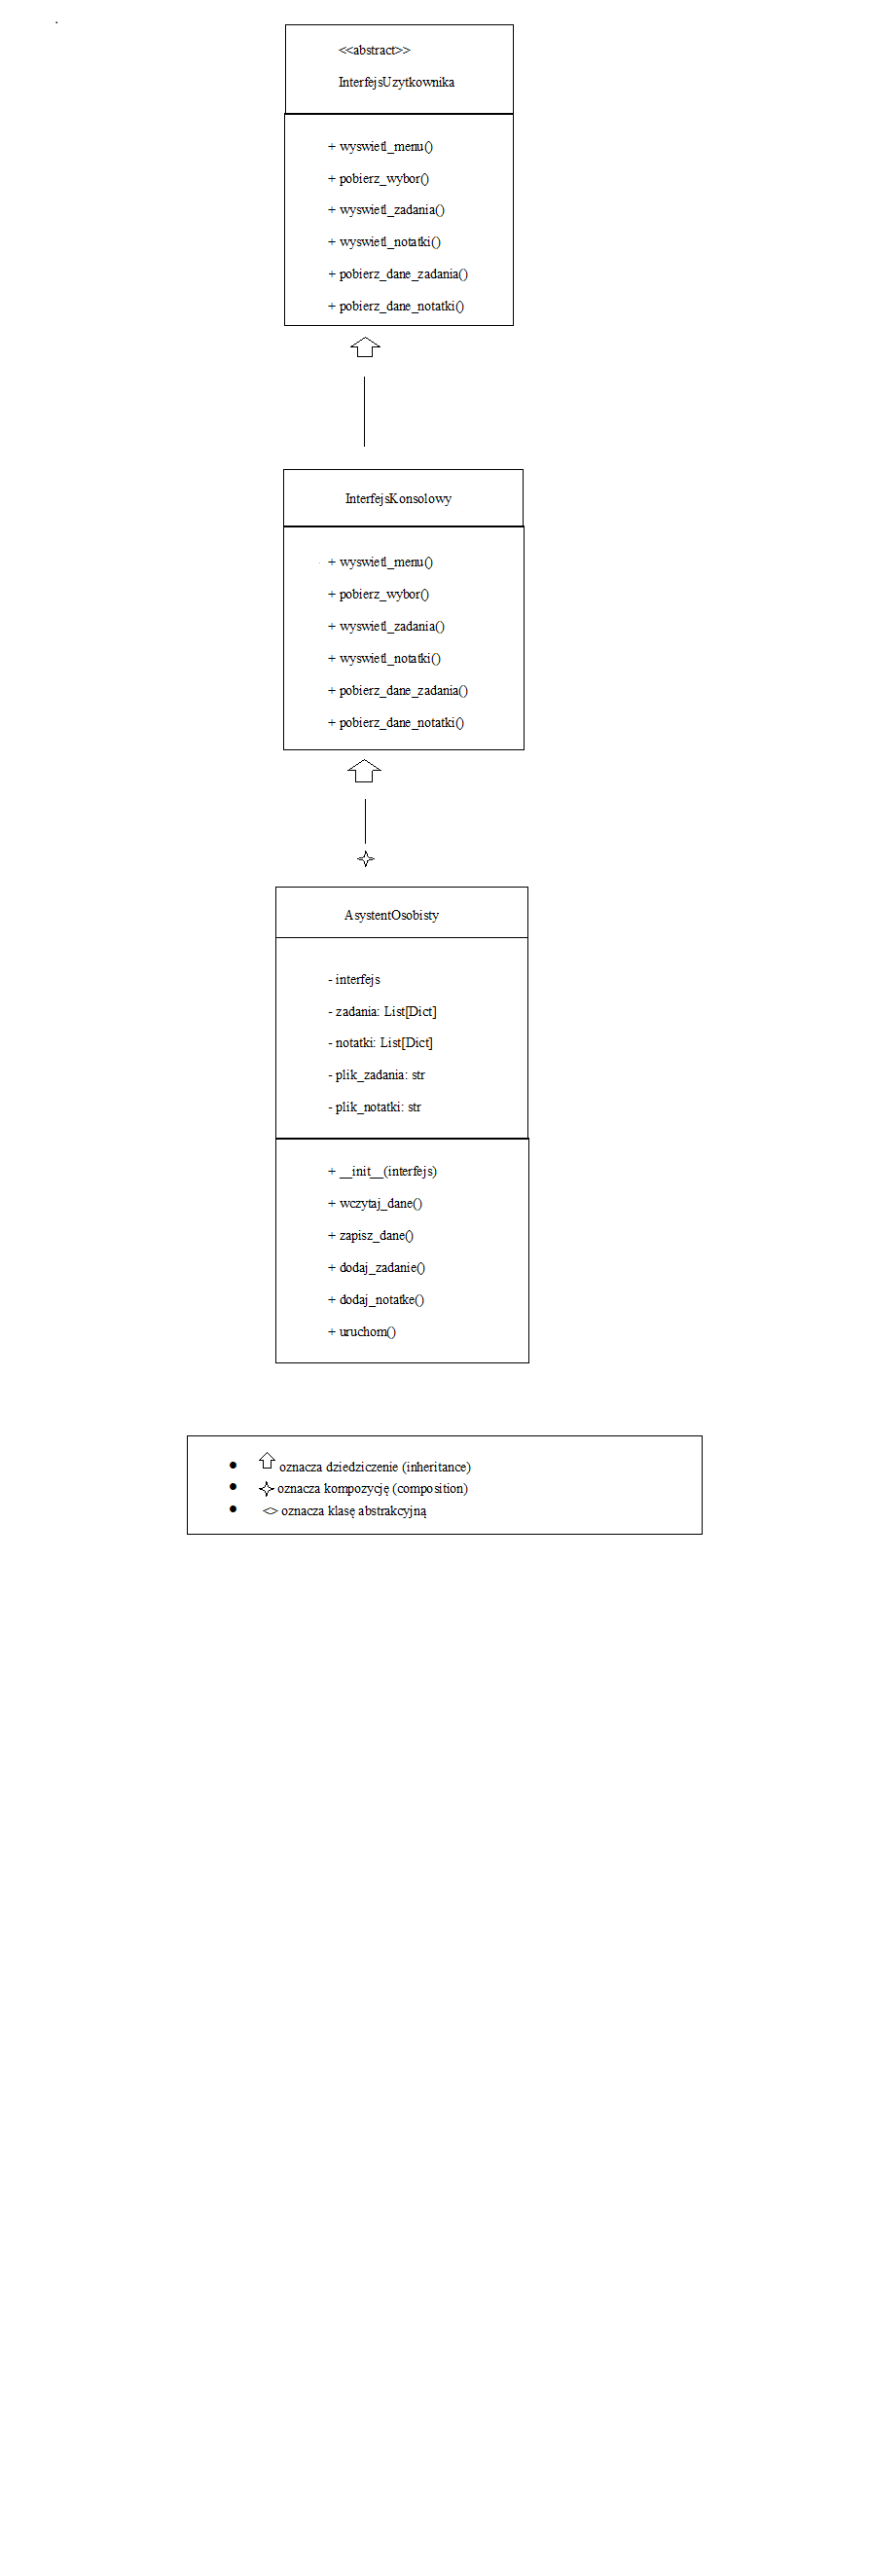 <<abstract>>
InterfejsUzytkownika
+ wyswietl_menu()
+ pobierz_wybor()
+ wyswietl_zadania()
+ wyswietl_notatki()
+ pobierz_dane_zadania()
+ pobierz_dane_notatki()
InterfejsKonsolowy
+ wyswietl_menu()
+ pobierz_wybor()
+ wyswietl_zadania()
+ wyswietl_notatki()
+ pobierz_dane_zadania()
+ pobierz_dane_notatki()
AsystentOsobisty
- interfejs
- zadania: List[Dict]
- notatki: List[Dict]
- plik_zadania: str
- plik_notatki: str
+ __init__(interfejs)
+ wczytaj_dane()
+ zapisz_dane()
+ dodaj_zadanie()
+ dodaj_notatke()
+ uruchom()
oznacza dziedziczenie (inheritance)
oznacza kompozycję (composition)
<> oznacza klasę abstrakcyjną